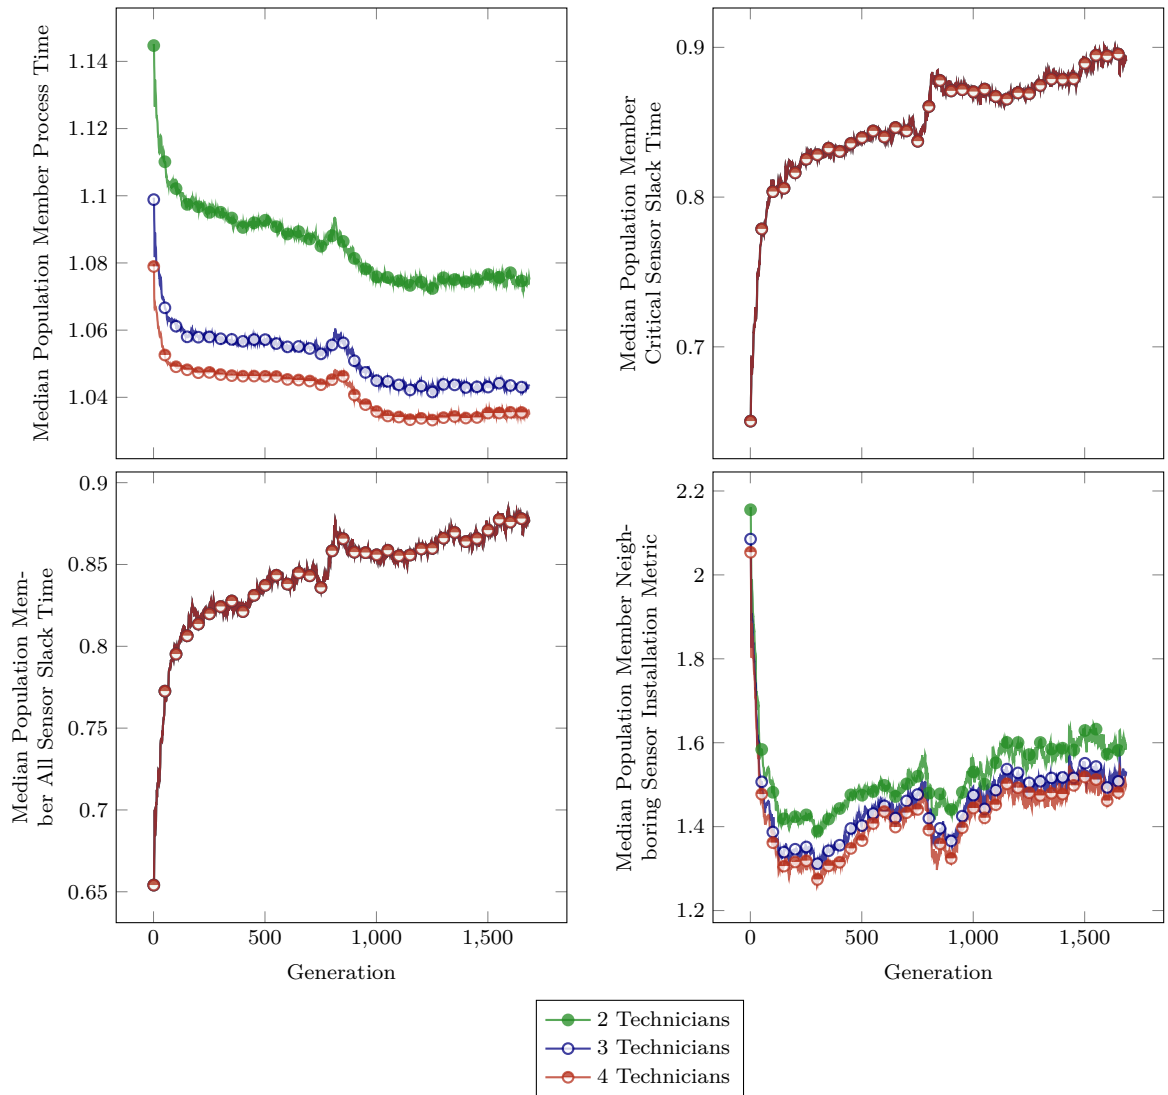 Median Population Member Process Time
1.14
1.12
1.1
1.08
1.06
1.04
Median Population Member
Critical Sensor Slack Time
0.9
0.8
0.7
Median Population Mem-
ber All Sensor Slack Time
0.9
0.85
0.8
0.75
0.7
0.65
0
500
1,000
1,500
Generation
Median Population Member Neigh-
boring Sensor Installation Metric
2.2
2
1.8
1.6
1.4
1.2
0
500
1,000
1,500
Generation
2 Technicians
3 Technicians
4 Technicians